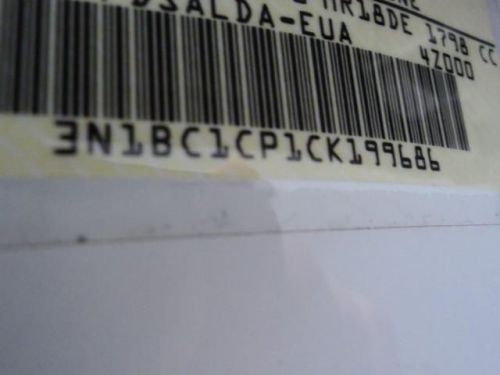 MR18DE 1798 CC
DSALDA-EUA 42000
3N1BC1CP1CK199686